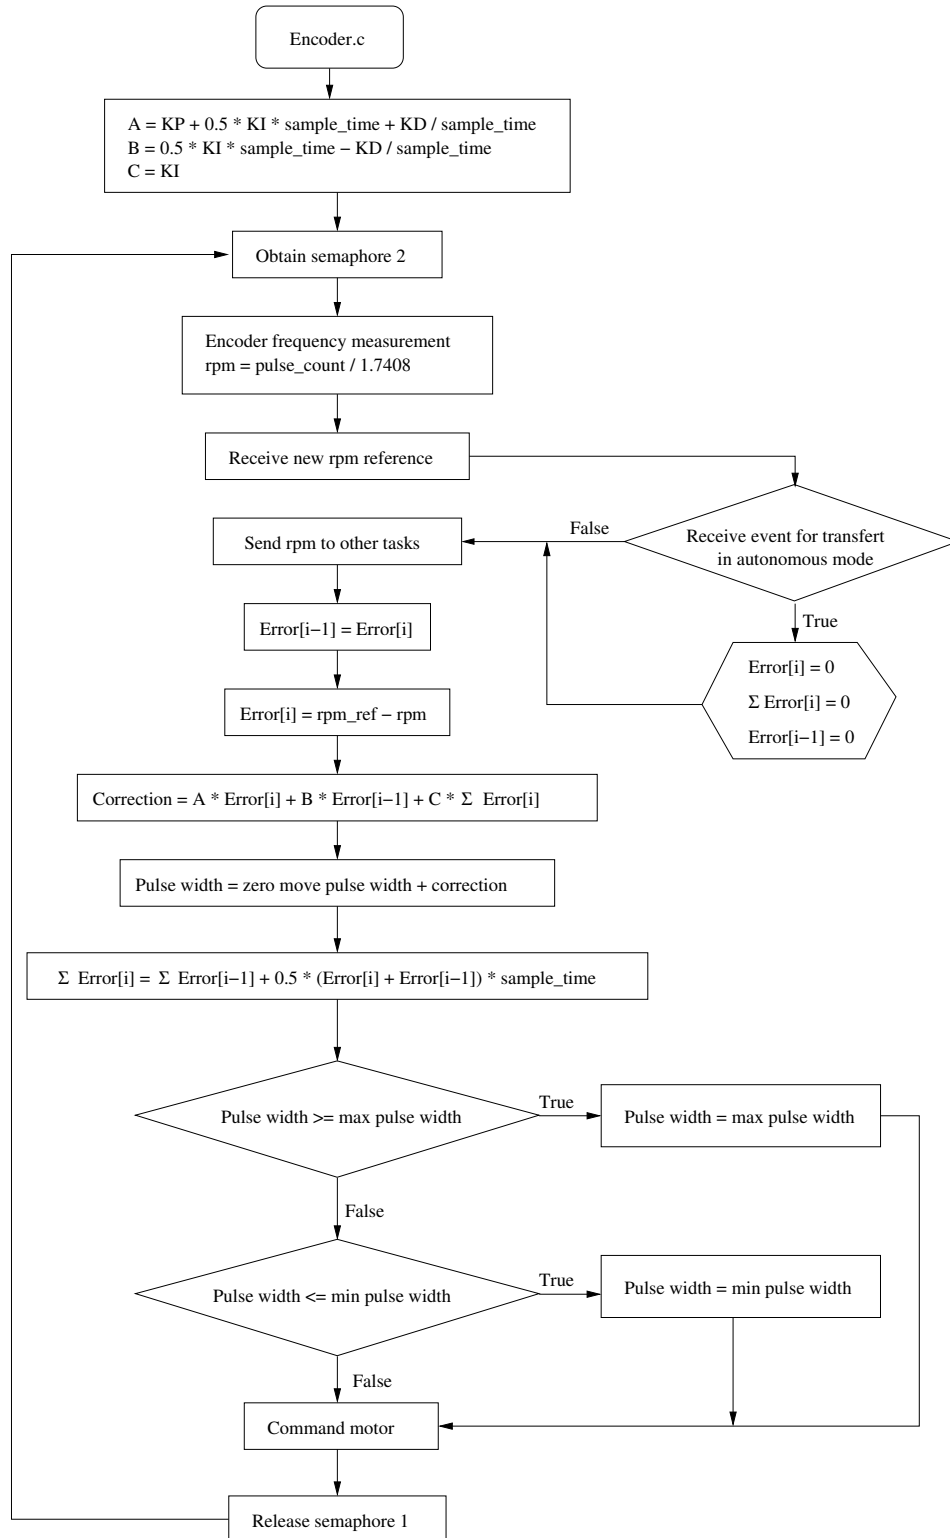 Encoder.c
A = KP + 0.5 * KI * sample_time + KD / sample_time
B = 0.5 * KI * sample_time − KD / sample_time
C = KI
Obtain semaphore 2
Encoder frequency measurement
rpm = pulse_count / 1.7408
Receive new rpm reference
Receive event for transfert
in autonomous mode
False
True
Error[i] = 0
Σ Error[i] = 0
Error[i−1] = 0
Send rpm to other tasks
Error[i−1] = Error[i]
Error[i] = rpm_ref − rpm
Correction = A * Error[i] + B * Error[i−1] + C * Σ Error[i]
Pulse width = zero move pulse width + correction
Σ Error[i] = Σ Error[i−1] + 0.5 * (Error[i] + Error[i−1]) * sample_time
Pulse width >= max pulse width
True
Pulse width = max pulse width
False
Pulse width <= min pulse width
True
Pulse width = min pulse width
False
Command motor
Release semaphore 1